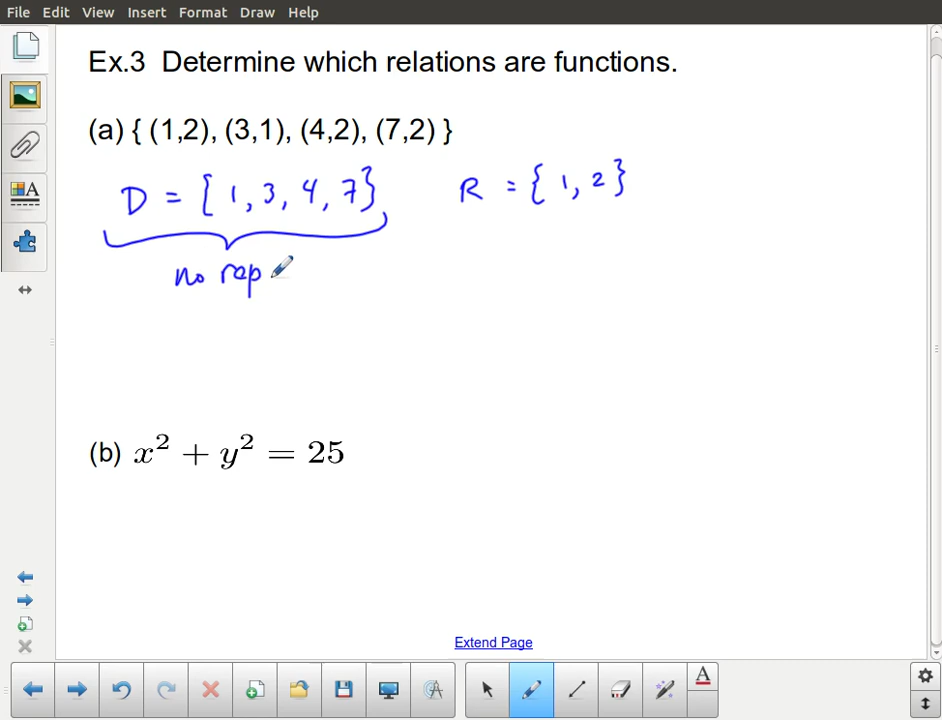 File Edit View Insert Format Draw Help
Ex.3 Determine which relations are functions.
(a) { (1,2), (3,1), (4,2), (7,2) }
D = { 1, 3, 4, 7 } R = { 1, 2 }
no rep
(b) x² + y² = 25
Extend Page
A